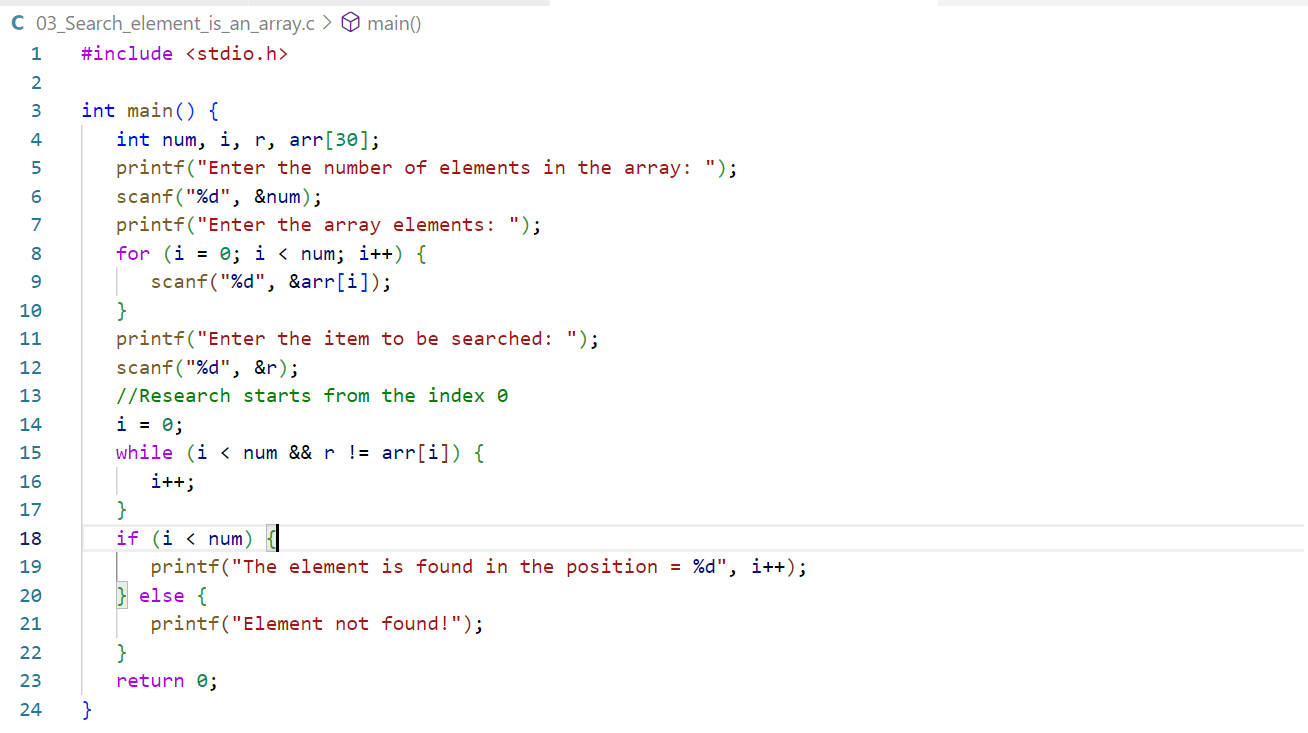 C 03_Search_element_is_an_array.c > main()
1 #include <stdio.h>
2
3 int main() {
4 int num, i, r, arr[30];
5 printf("Enter the number of elements in the array: ");
6 scanf("%d", &num);
7 printf("Enter the array elements: ");
8 for (i = 0; i < num; i++) {
9 scanf("%d", &arr[i]);
10 }
11 printf("Enter the item to be searched: ");
12 scanf("%d", &r);
13 //Research starts from the index 0
14 i = 0;
15 while (i < num && r != arr[i]) {
16 i++;
17 }
18 if (i < num) {
19 printf("The element is found in the position = %d", i++);
20 } else {
21 printf("Element not found!");
22 }
23 return 0;
24 }